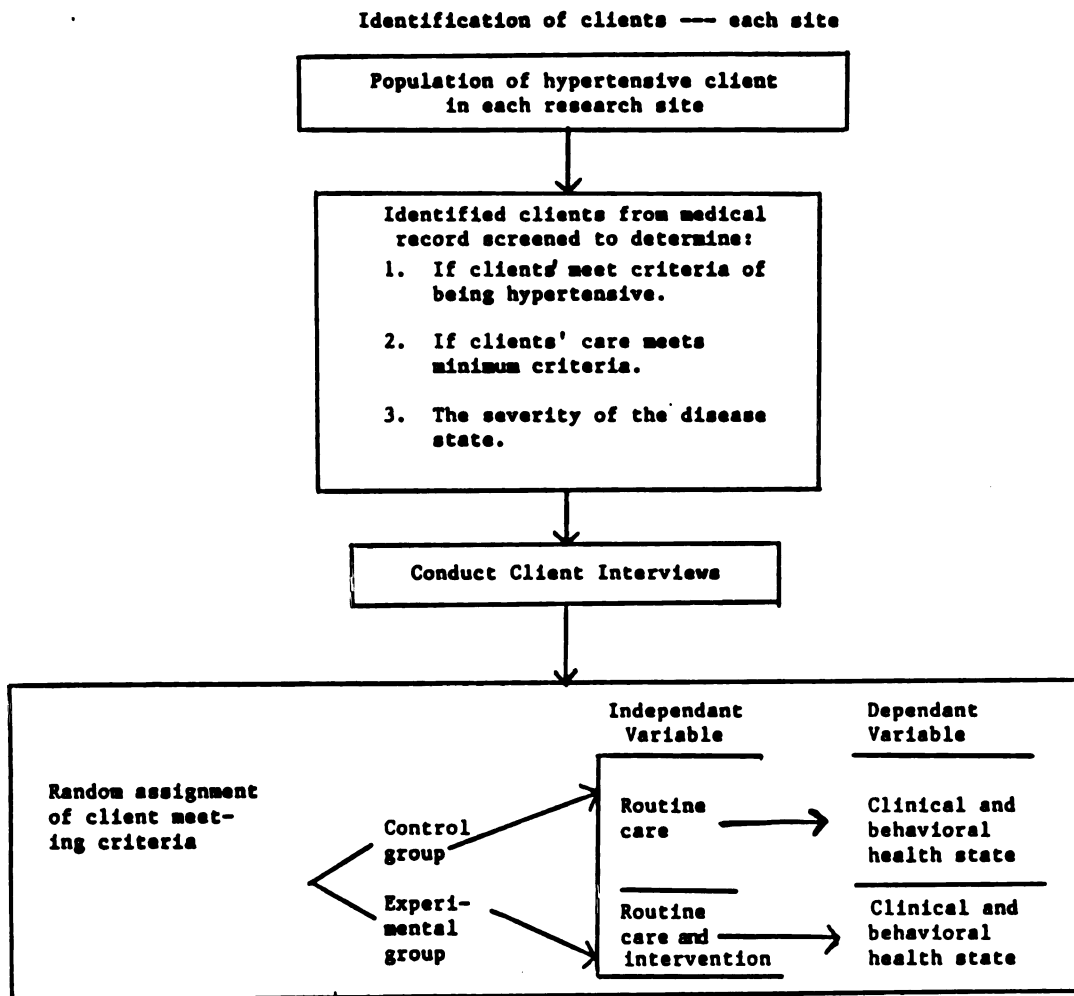 Identification of clients --- each site
Population of hypertensive client
in each research site
Identified clients from medical
record screened to determine:
1. If clients' meet criteria of
being hypertensive.
2. If clients' care meets
minimum criteria.
3. The severity of the disease
state.
Conduct Client Interviews
Independant
Variable
Dependant
Variable
Random assignment
of client meet-
ing criteria
Control
group
Experi-
mental
group
Routine
care
Clinical and
behavioral
health state
Routine
care and
intervention
Clinical and
behavioral
health state